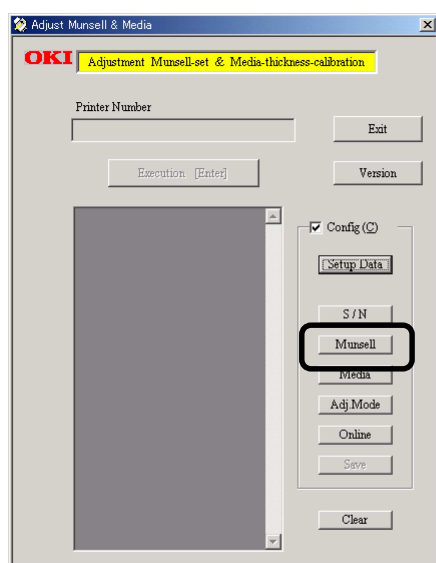 Adjust Munsell & Media
OKI
Adjustment Munsell-set & Media-thickness-calibration
Printer Number
Exit
Execution [Enter]
Version
Config (C)
Setup Data
S / N
Munsell
Media
Adj.Mode
Online
Save
Clear